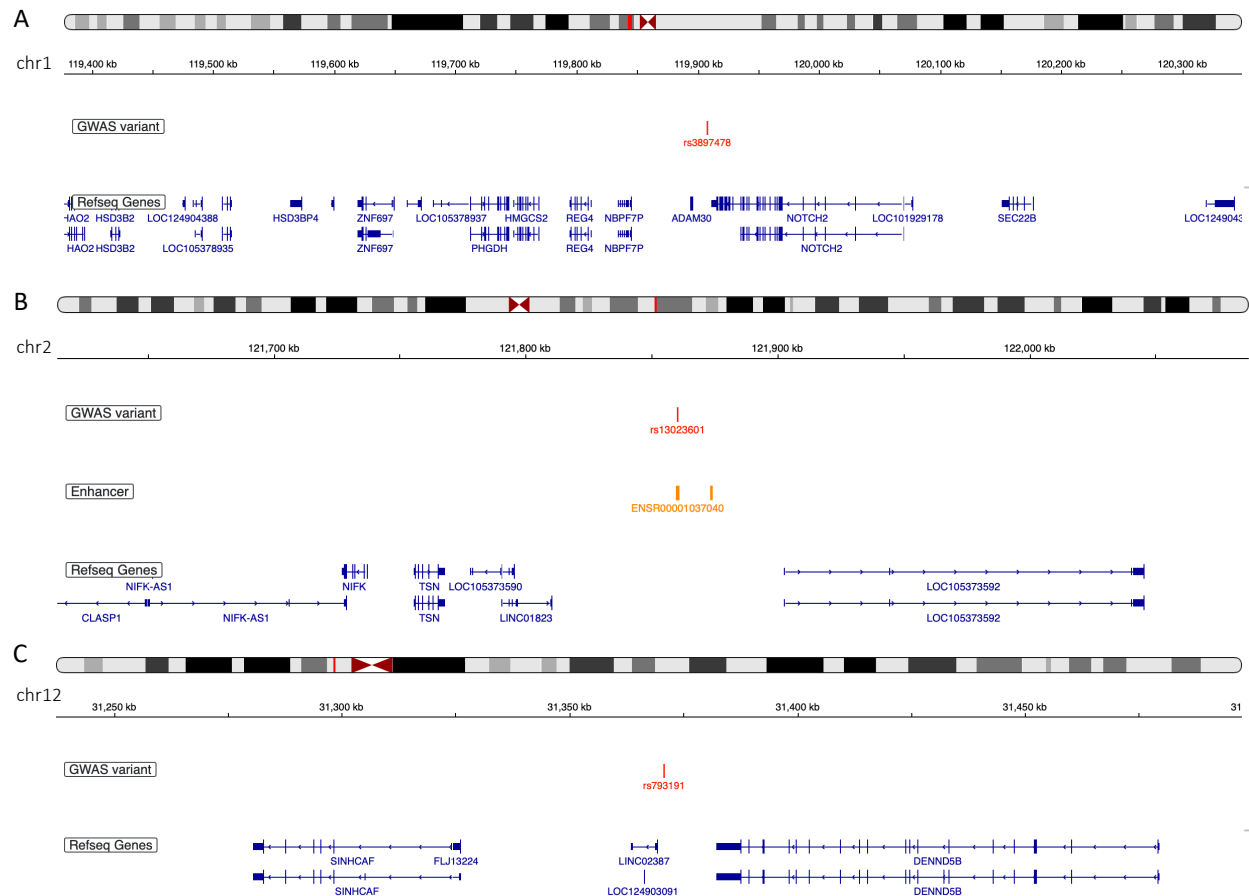 A
chr1
119,400 kb 119,500 kb 119,600 kb 119,700 kb 119,800 kb 119,900 kb 120,000 kb 120,100 kb 120,200 kb 120,300 kb
GWAS variant
rs3897478
Refseq Genes
HAO2 HSD3B2 LOC124904388 HSD3BP4 ZNF697 LOC105378937 HMGCS2 REG4 NBPF7P ADAM30 NOTCH2 LOC101929178 SEC22B LOC1249043
HAO2 HSD3B2 LOC105378935 ZNF697 PHGDH REG4 NBPF7P NOTCH2
B
chr2
121,700 kb 121,800 kb 121,900 kb 122,000 kb
GWAS variant
rs13023601
Enhancer
ENSR00001037040
Refseq Genes
NIFK-AS1 NIFK TSN LOC105373590 LOC105373592
CLASP1 NIFK-AS1 TSN LINC01823 LOC105373592
C
chr12
31,250 kb 31,300 kb 31,350 kb 31,400 kb 31,450 kb 31
GWAS variant
rs793191
Refseq Genes
SINHCAF FLJ13224 LINC02387 DENND5B
SINHCAF LOC124903091 DENND5B